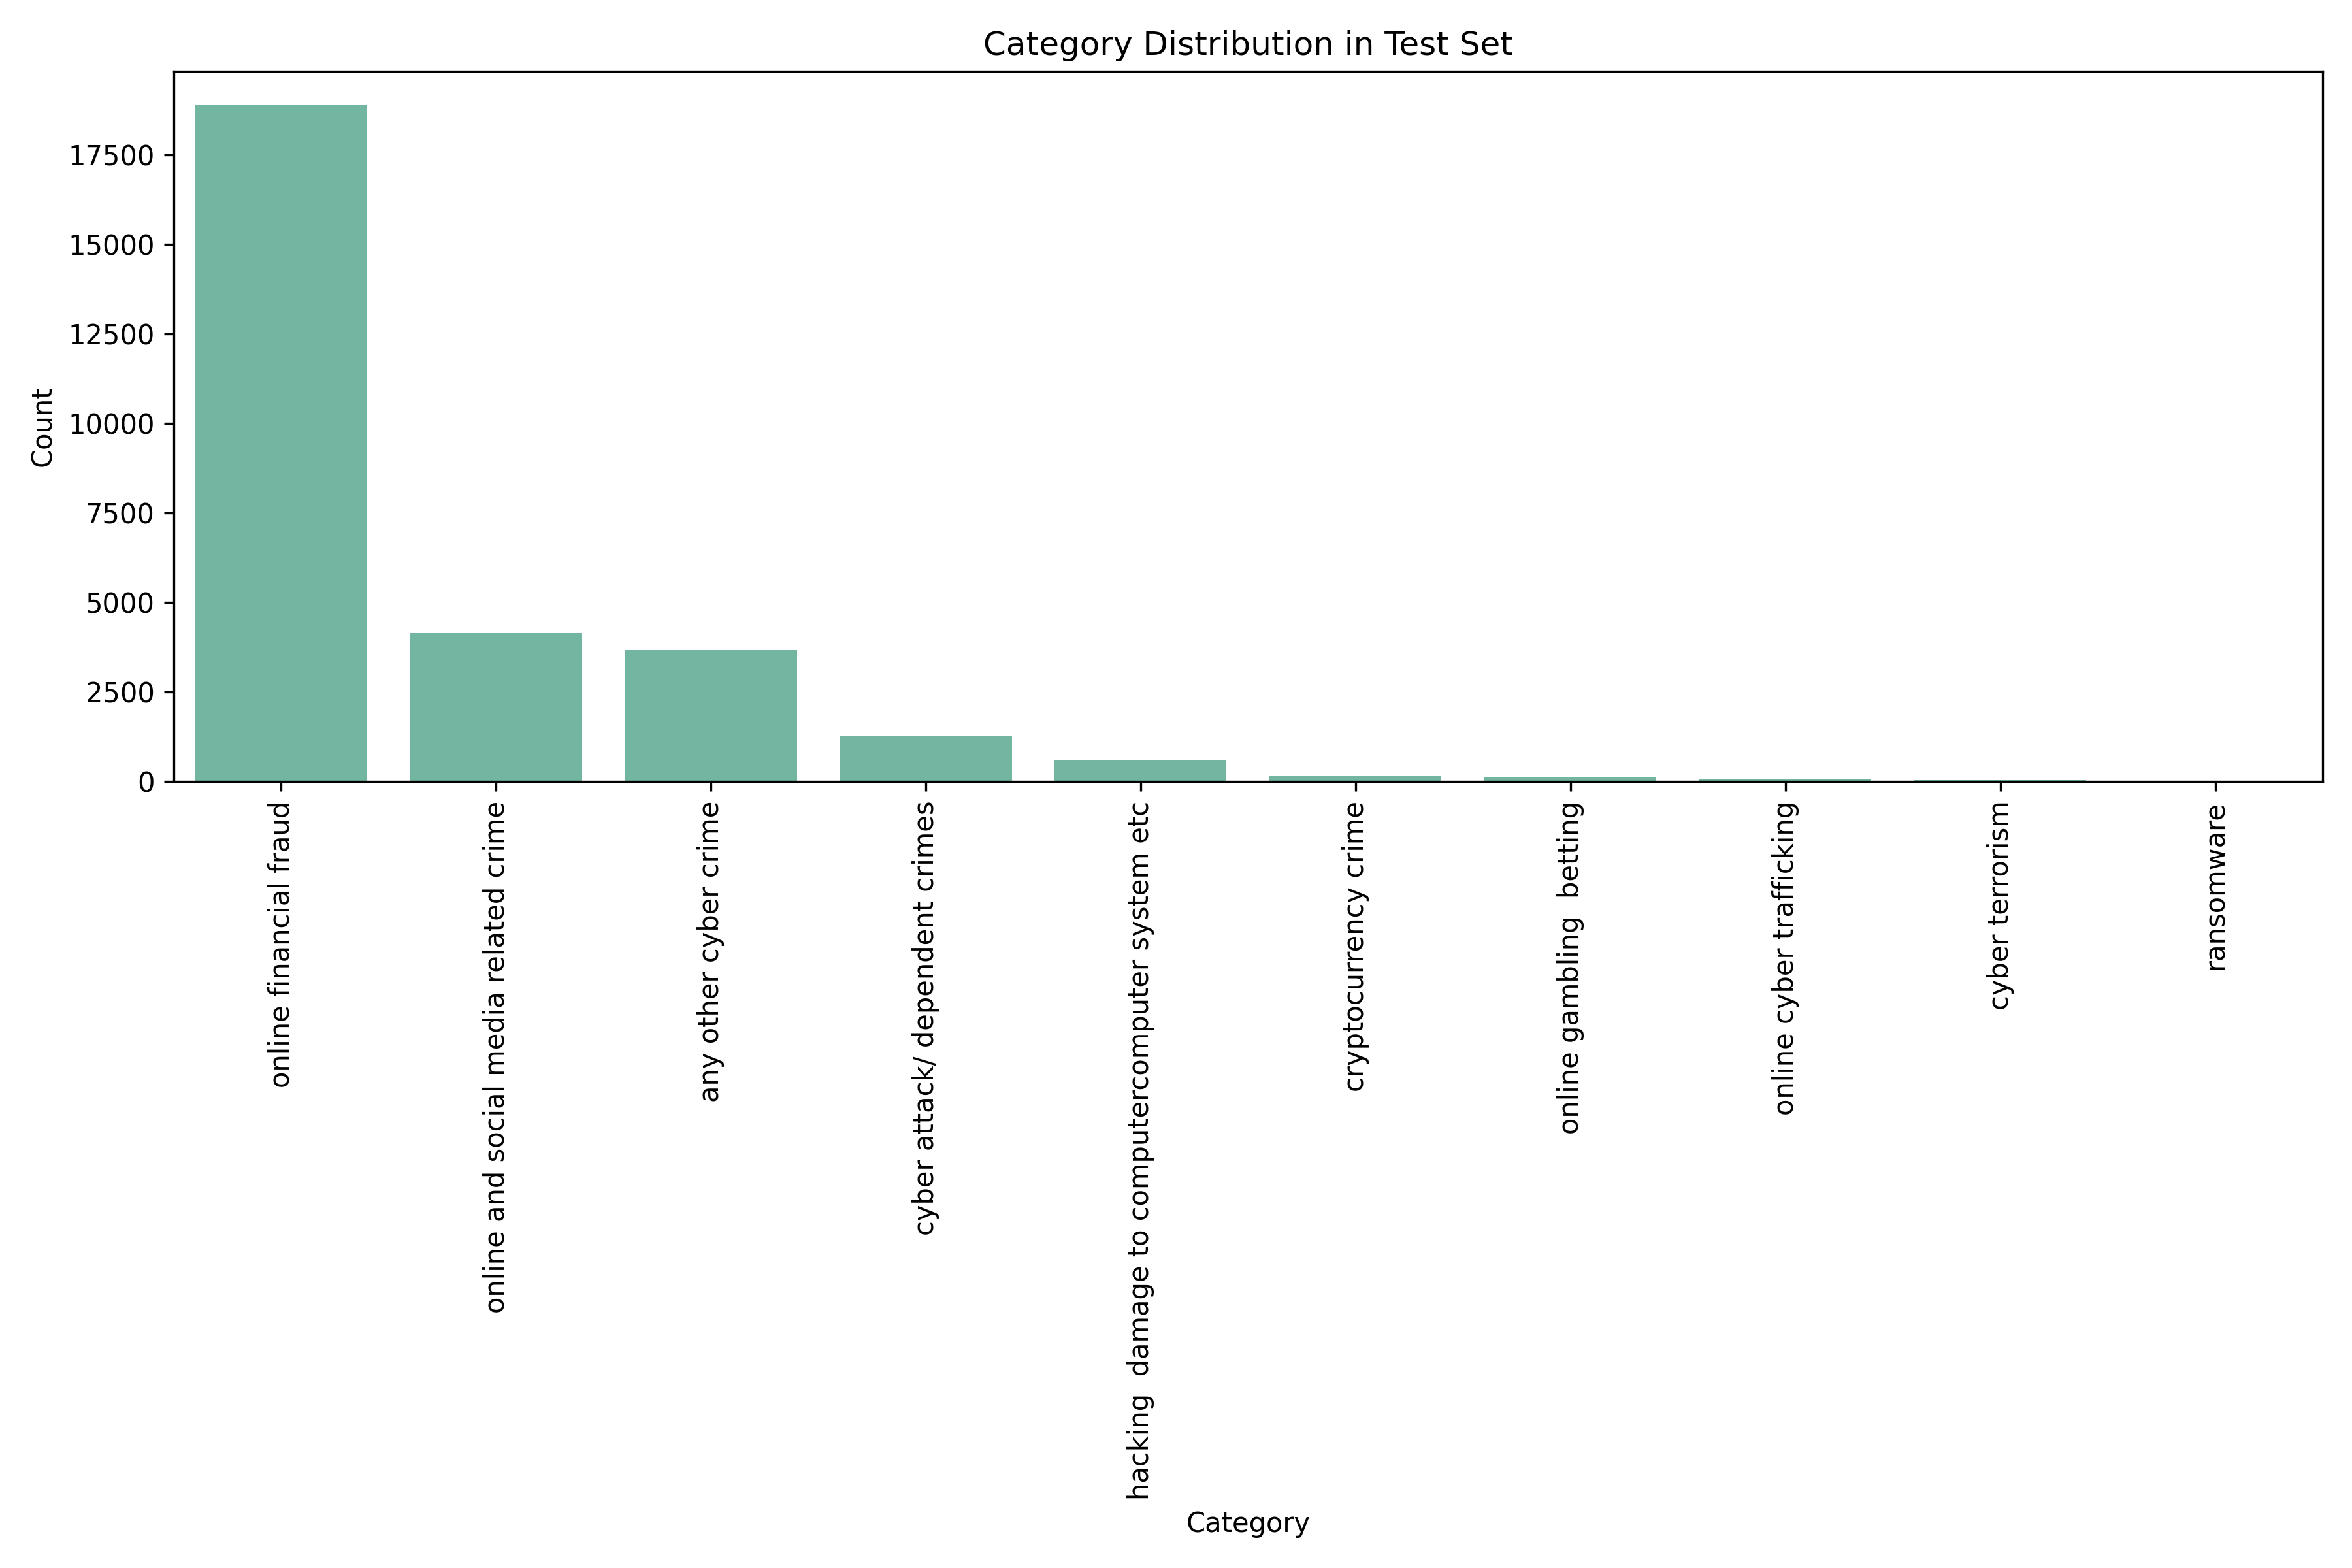 Category Distribution in Test Set
Count
17500
15000
12500
10000
7500
5000
2500
0
online financial fraud
online and social media related crime
any other cyber crime
cyber attack/ dependent crimes
hacking  damage to computercomputer system etc
cryptocurrency crime
online gambling  betting
online cyber trafficking
cyber terrorism
ransomware
Category